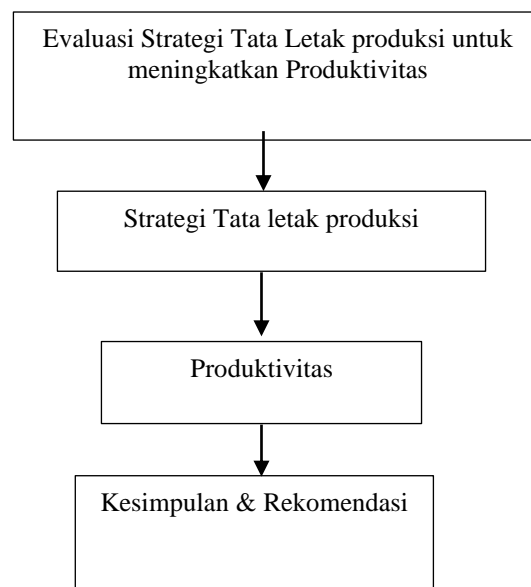 Evaluasi Strategi Tata Letak produksi untuk
meningkatkan Produktivitas
Strategi Tata letak produksi
Produktivitas
Kesimpulan & Rekomendasi